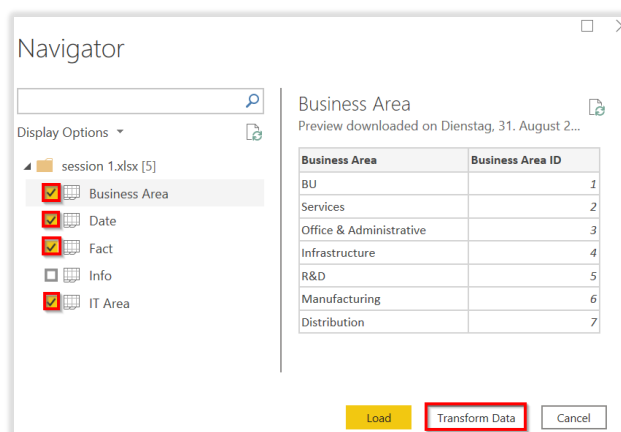 Navigator
Display Options
session 1.xlsx [5]
Business Area
Date
Fact
Info
IT Area
Business Area
Preview downloaded on Dienstag, 31. August 2...
Business Area Business Area ID
BU 1
Services 2
Office & Administrative 3
Infrastructure 4
R&D 5
Manufacturing 6
Distribution 7
Load Transform Data Cancel